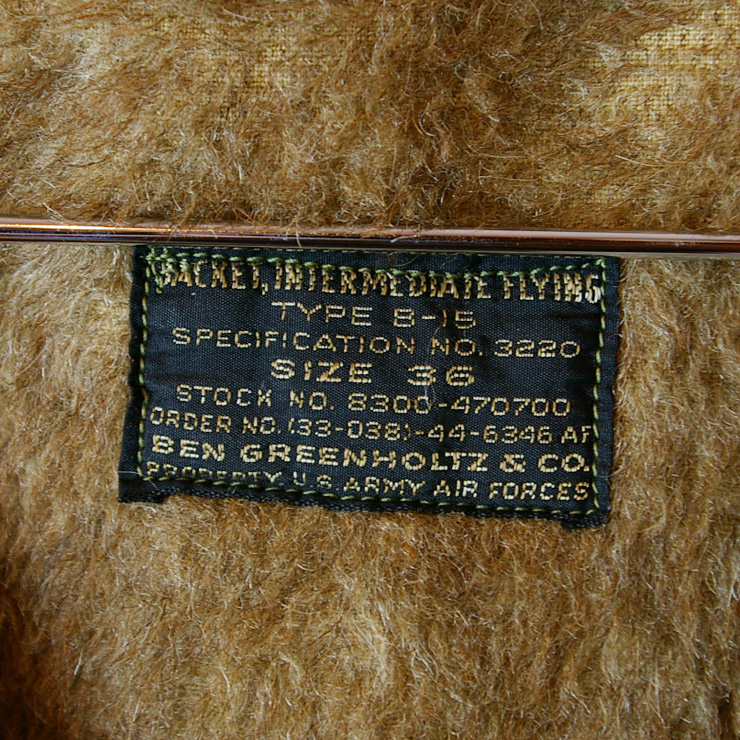 JACKET, INTERMEDIATE FLYING
TYPE B-15
SPECIFICATION NO. 3220
SIZE 36
STOCK NO. 8300-470700
ORDER NO. (33-038)-44-6346 AF
BEN GREENHOLTZ & CO.
PROPERTY U.S. ARMY AIR FORCES